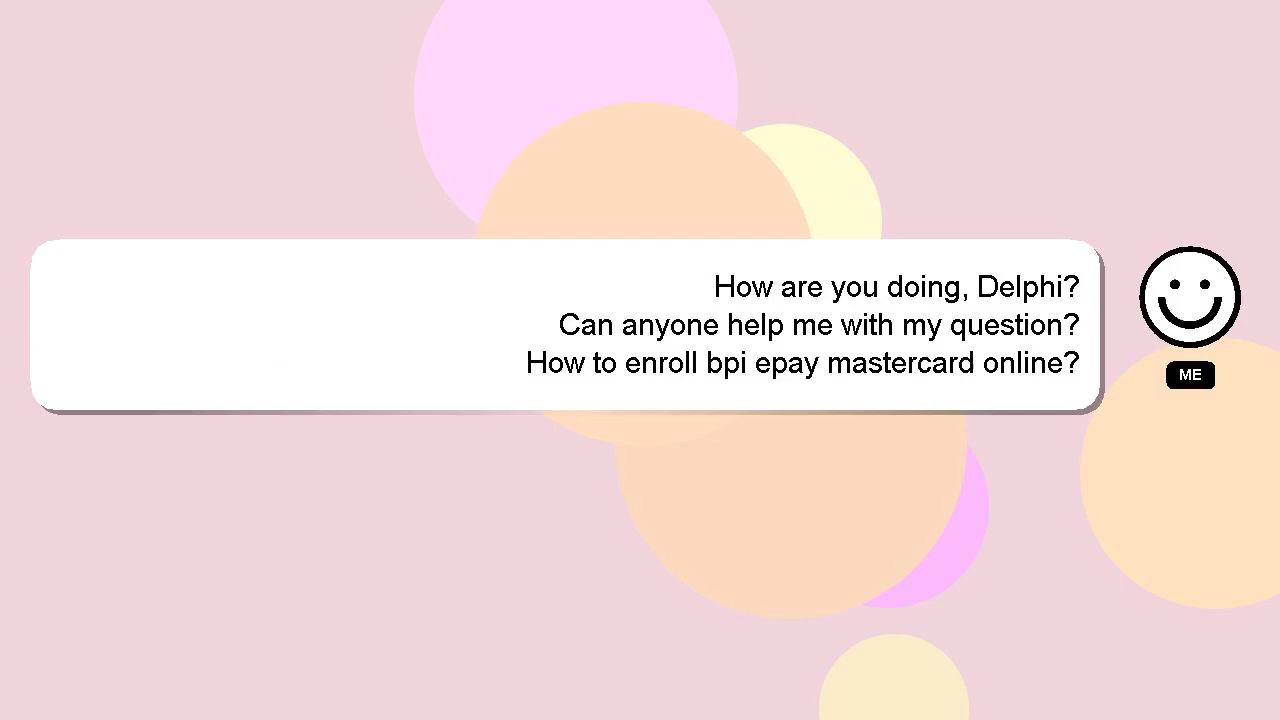 How are you doing, Delphi?
Can anyone help me with my question?
How to enroll bpi epay mastercard online?
ME